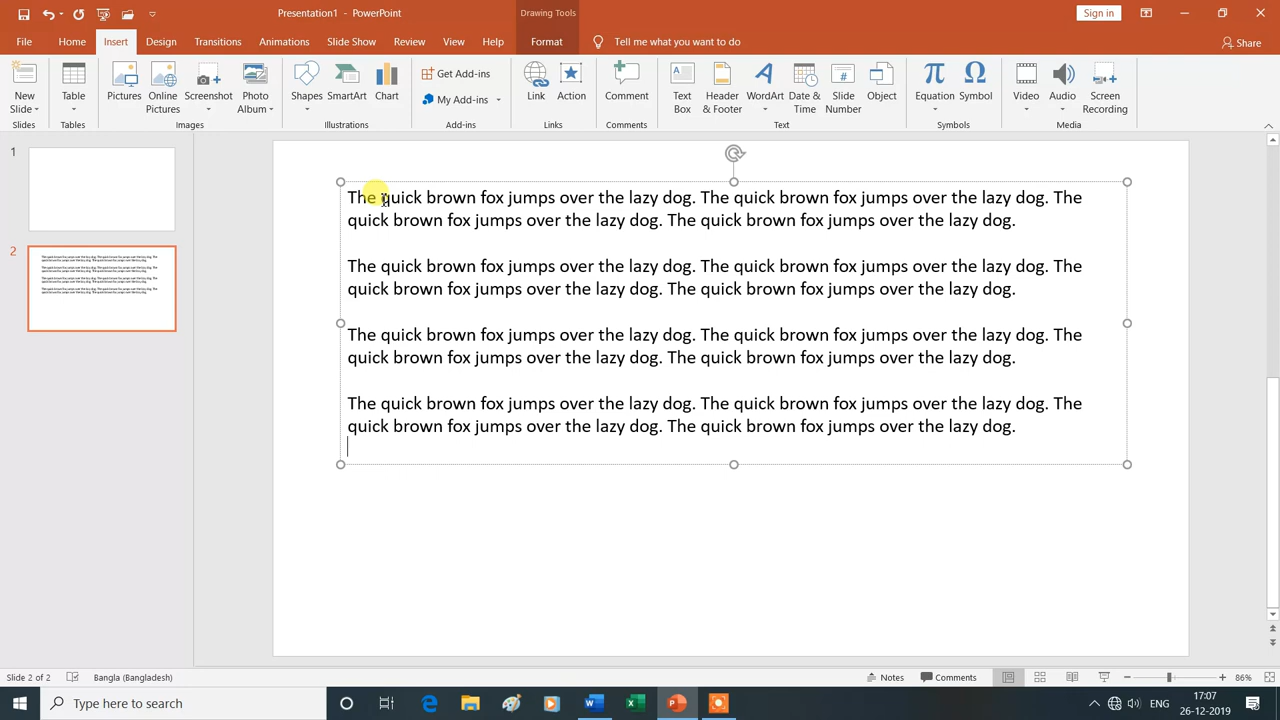 Presentation1 - PowerPoint
Drawing Tools
Sign in
File Home Insert Design Transitions Animations Slide Show Review View Help Format Tell me what you want to do Share
New Slide
Table
Pictures
Online Pictures
Screenshot
Photo Album
Shapes
SmartArt
Chart
Get Add-ins
My Add-ins
Link
Action
Comment
Text Box
Header & Footer
WordArt
Date & Time
Slide Number
Object
Equation
Symbol
Video
Audio
Screen Recording
Slides Tables Images Illustrations Add-ins Links Comments Text Symbols Media
1
2
The quick brown fox jumps over the lazy dog. The quick brown fox jumps over the lazy dog. The
quick brown fox jumps over the lazy dog. The quick brown fox jumps over the lazy dog.
The quick brown fox jumps over the lazy dog. The quick brown fox jumps over the lazy dog. The
quick brown fox jumps over the lazy dog. The quick brown fox jumps over the lazy dog.
The quick brown fox jumps over the lazy dog. The quick brown fox jumps over the lazy dog. The
quick brown fox jumps over the lazy dog. The quick brown fox jumps over the lazy dog.
The quick brown fox jumps over the lazy dog. The quick brown fox jumps over the lazy dog. The
quick brown fox jumps over the lazy dog. The quick brown fox jumps over the lazy dog.
Slide 2 of 2 Bangla (Bangladesh) Notes Comments 86%
Type here to search
ENG
17:07
26-12-2019